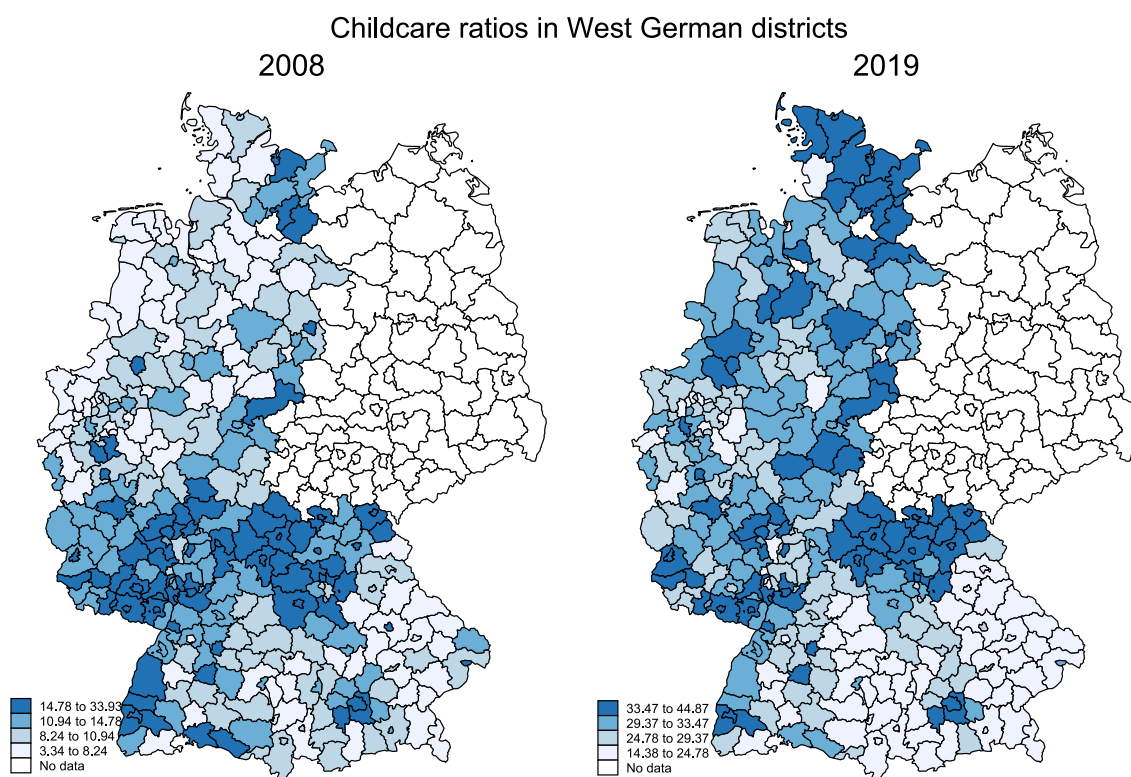 Childcare ratios in West German districts
2008
2019
14.78 to 33.93
10.94 to 14.78
8.24 to 10.94
3.34 to 8.24
No data
33.47 to 44.87
29.37 to 33.47
24.78 to 29.37
14.38 to 24.78
No data